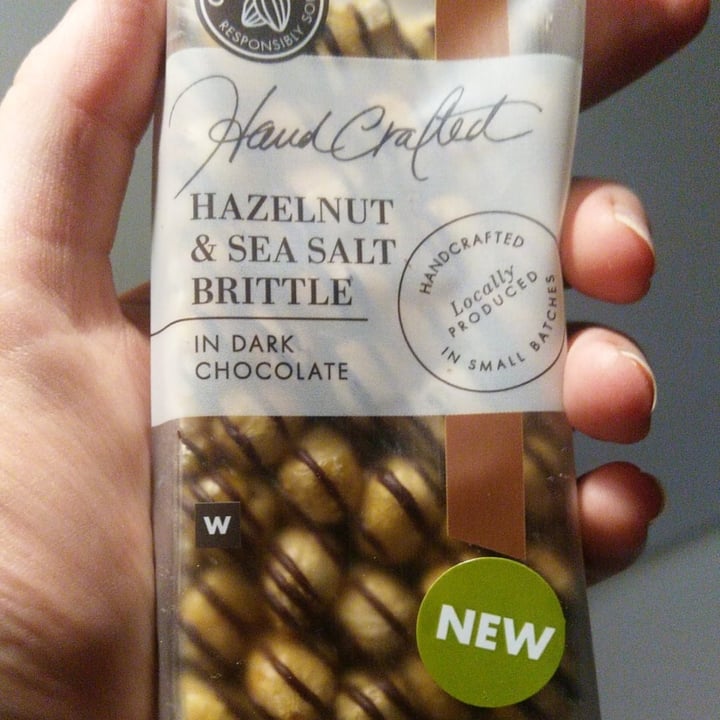 RESPONSIBLY
Hand Crafted
HAZELNUT
& SEA SALT
BRITTLE
IN DARK
CHOCOLATE
HANDCRAFTED
Locally
PRODUCED
IN SMALL BATCHES
W
NEW